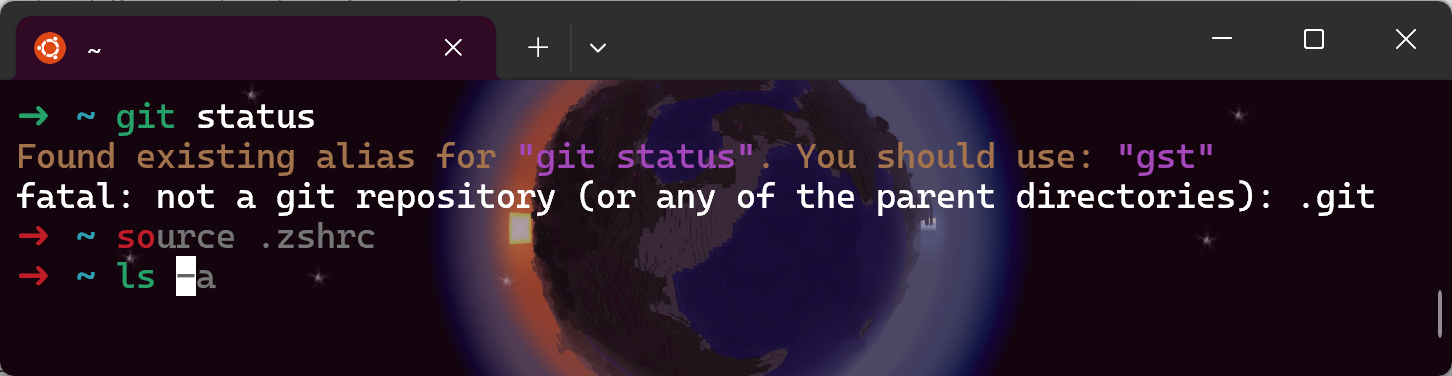 ~
→ ~ git status
Found existing alias for "git status". You should use: "gst"
fatal: not a git repository (or any of the parent directories): .git
→ ~ source .zshrc
→ ~ ls -a